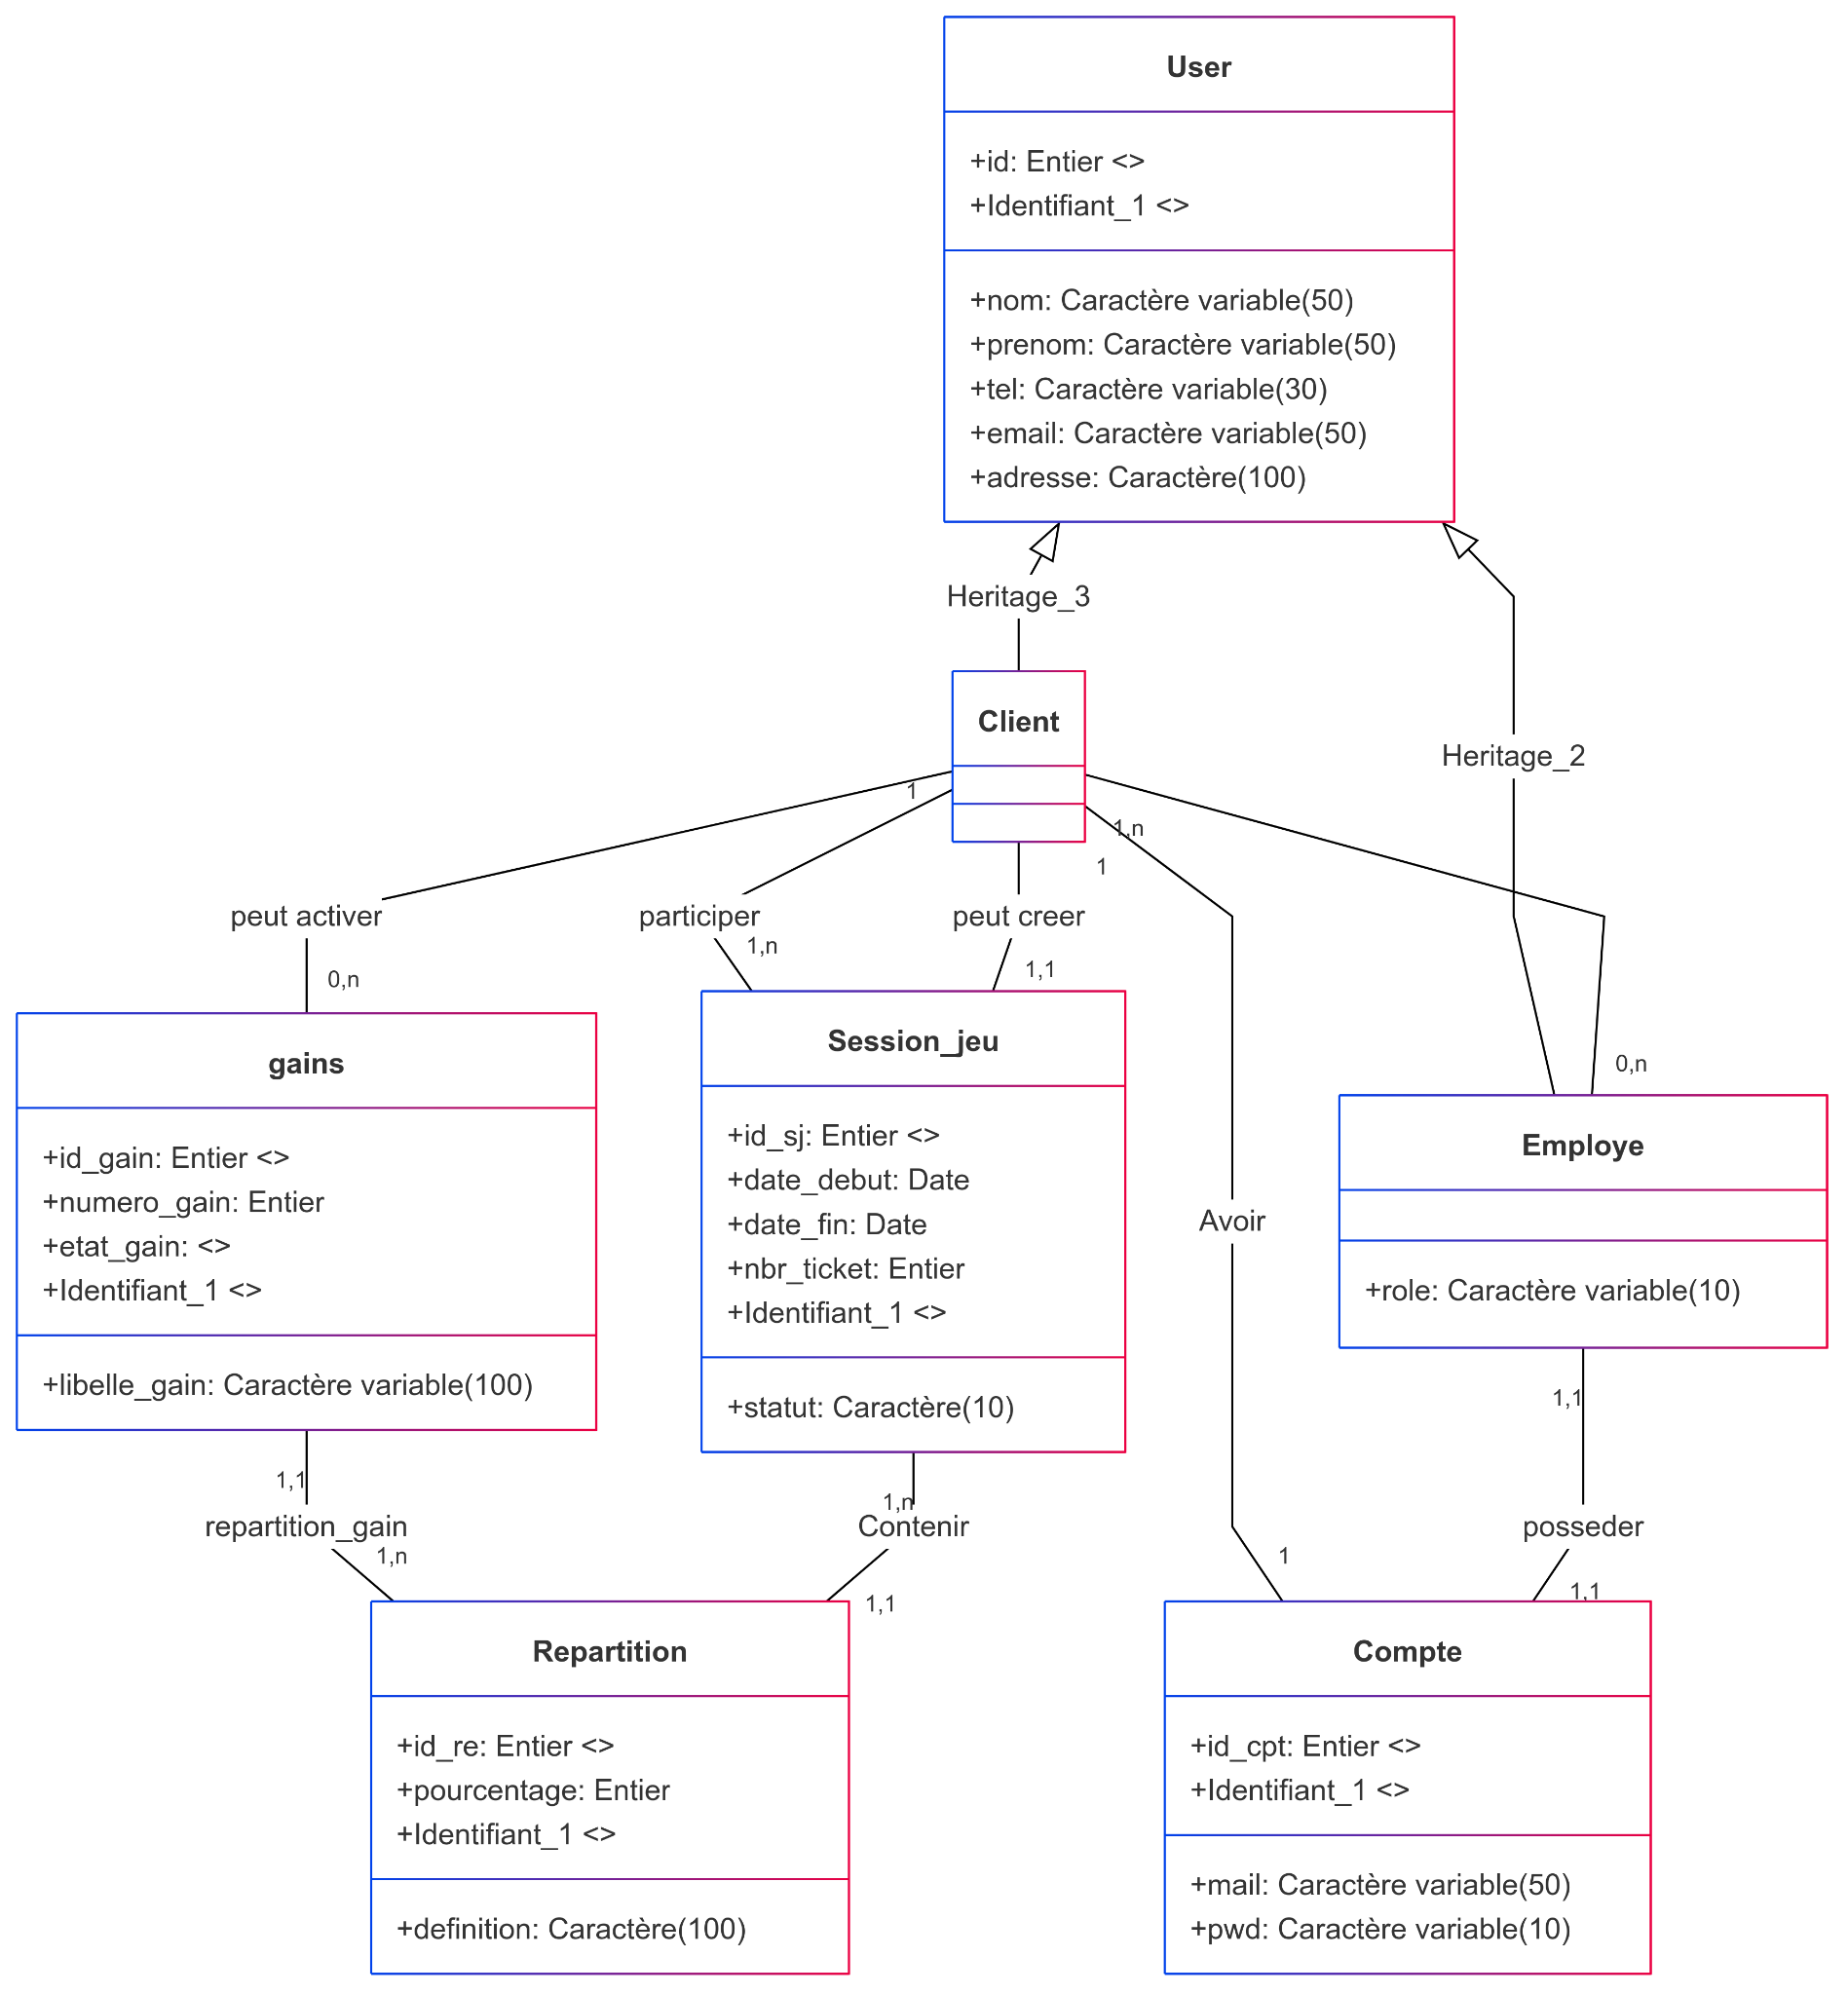 User
+id: Entier <>
+Identifiant_1 <>
+nom: Caractère variable(50)
+prenom: Caractère variable(50)
+tel: Caractère variable(30)
+email: Caractère variable(50)
+adresse: Caractère(100)
Heritage_3
Client
Heritage_2
1
1,n
1
peut activer
participer
peut creer
0,n
1,n
1,1
0,n
gains
+id_gain: Entier <>
+numero_gain: Entier
+etat_gain: <>
+Identifiant_1 <>
+libelle_gain: Caractère variable(100)
Session_jeu
+id_sj: Entier <>
+date_debut: Date
+date_fin: Date
+nbr_ticket: Entier
+Identifiant_1 <>
+statut: Caractère(10)
Avoir
Employe
+role: Caractère variable(10)
1,1
1,n
1,1
repartition_gain
Contenir
posseder
1,n
1,1
1
1,1
Repartition
+id_re: Entier <>
+pourcentage: Entier
+Identifiant_1 <>
+definition: Caractère(100)
Compte
+id_cpt: Entier <>
+Identifiant_1 <>
+mail: Caractère variable(50)
+pwd: Caractère variable(10)